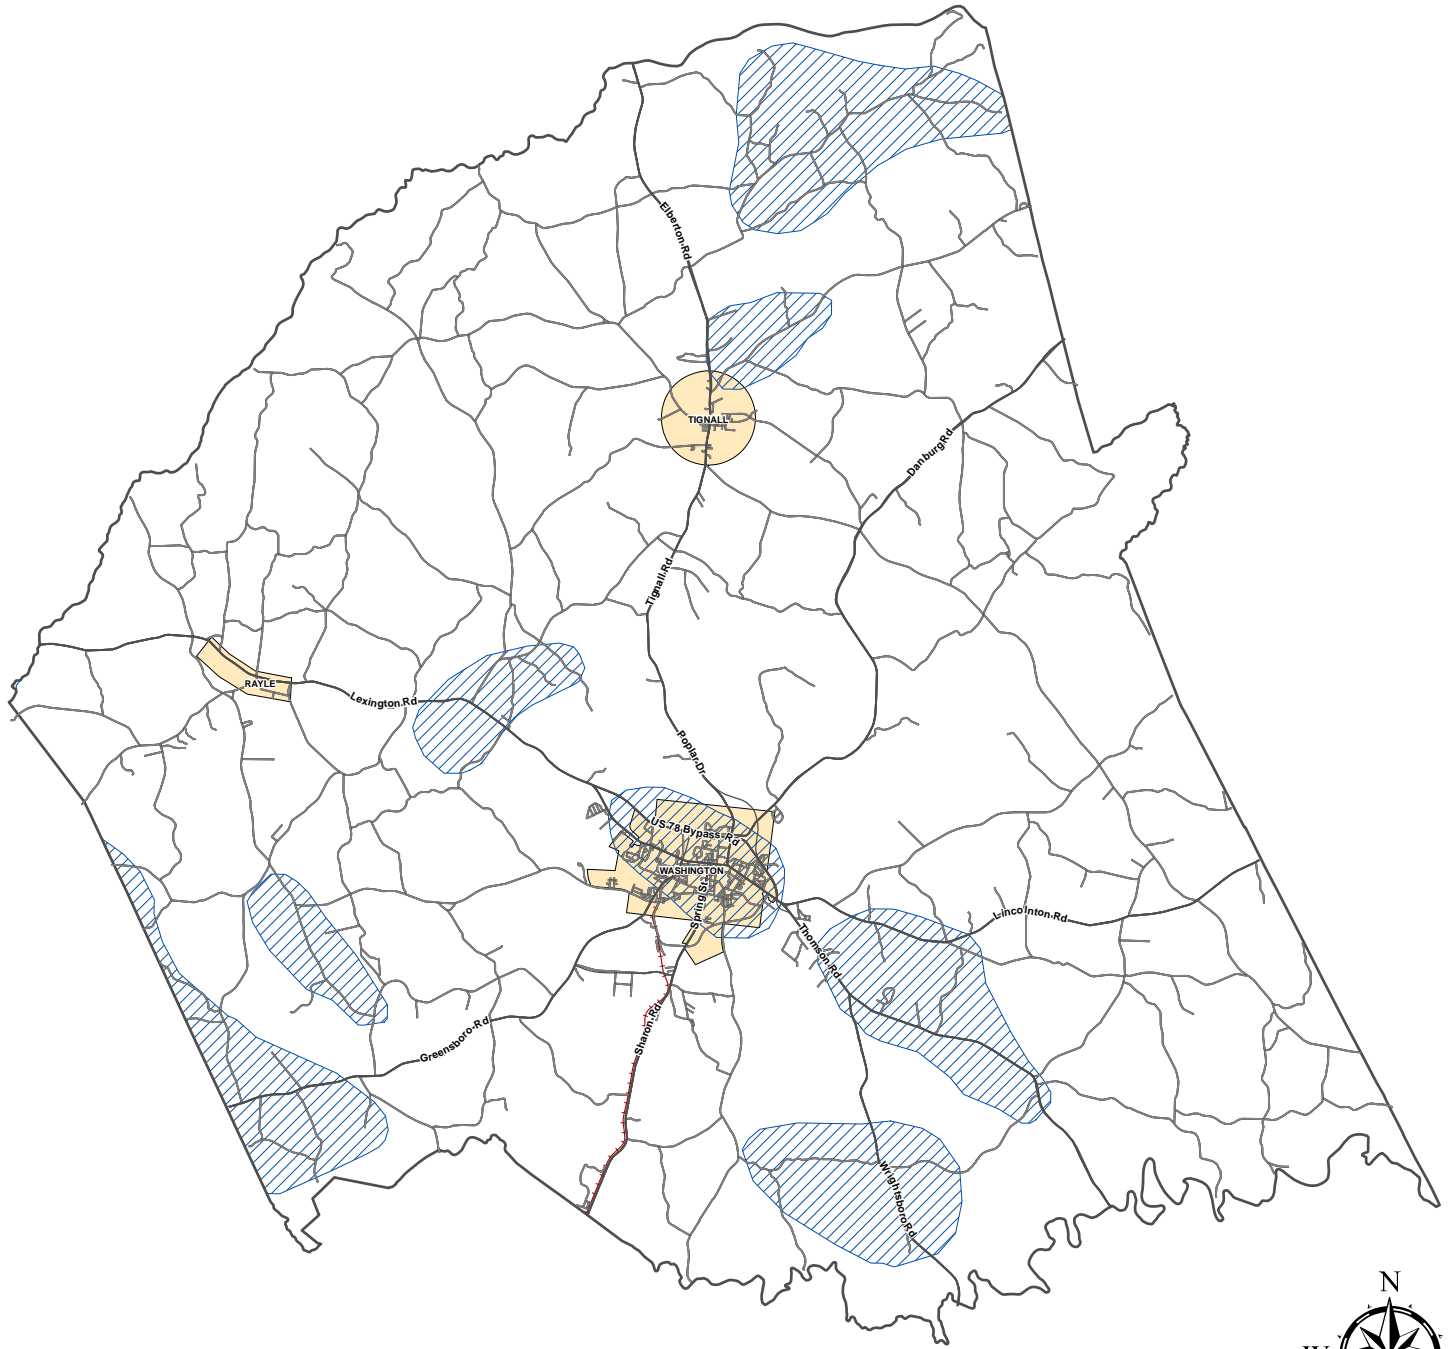 Elberton Rd
TIGNALL
Danburg Rd
Tignall Rd
RAYLE
Lexington Rd
Poplar Dr
US 78 Bypass Rd
WASHINGTON
Spring St
Lincolnton Rd
Thomson Rd
Greensboro Rd
Sharon Rd
Wrightsboro Rd
N
W